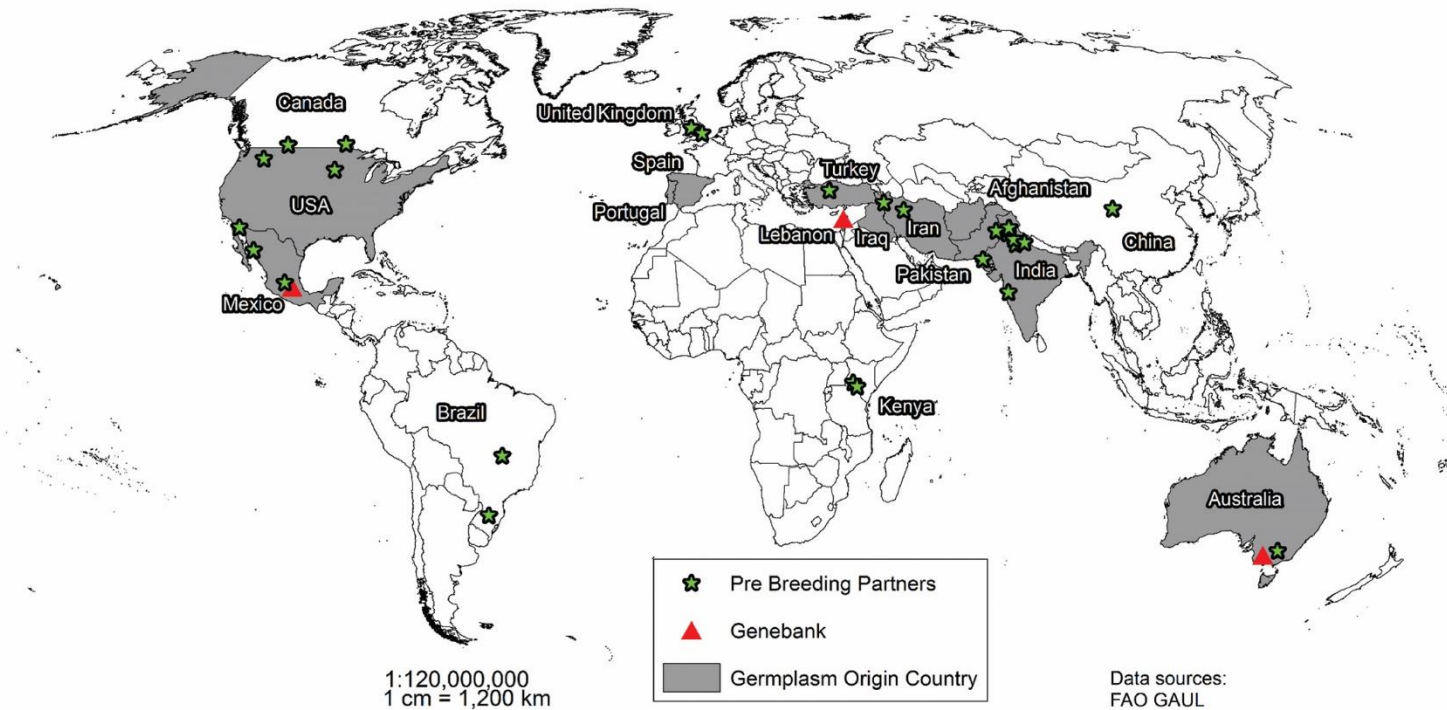 Canada
United Kingdom
Spain
Turkey
Afghanistan
USA
Portugal
Lebanon
Iraq
Iran
China
Pakistan
India
Mexico
Brazil
Kenya
Australia
Pre Breeding Partners
Genebank
Germplasm Origin Country
1:120,000,000
1 cm = 1,200 km
Data sources:
FAO GAUL